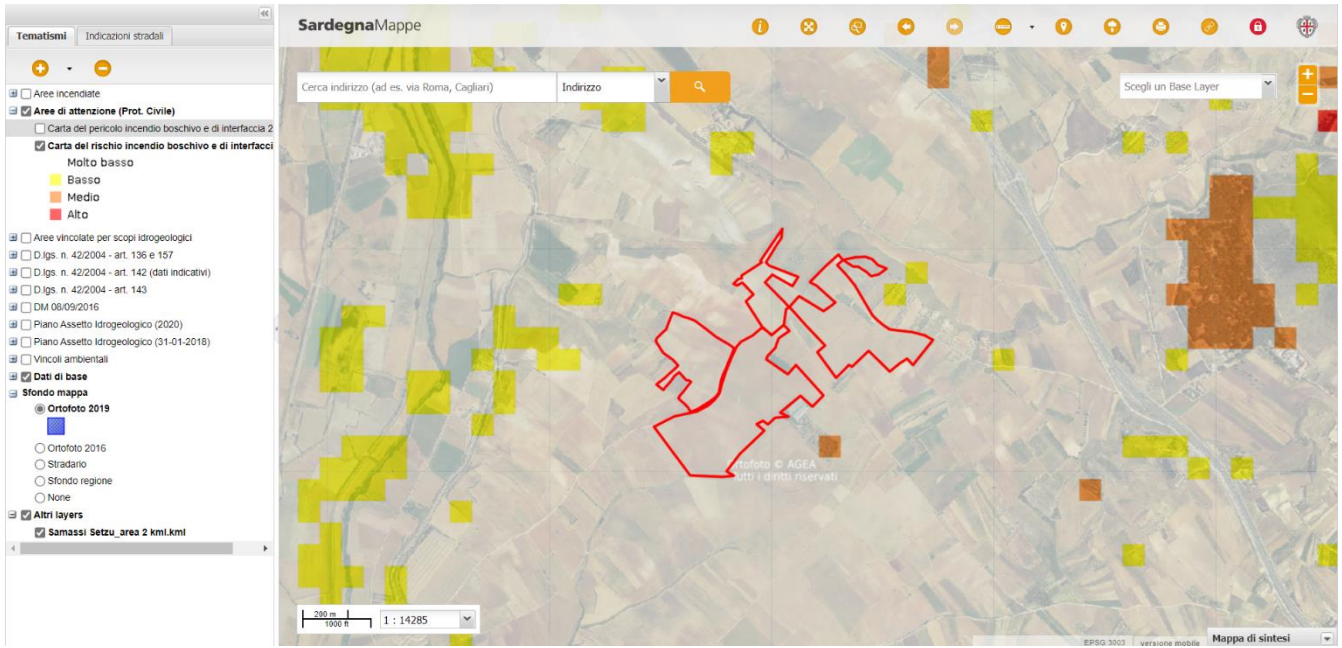 Tematismi
Indicazioni stradali
Aree incendiate
Aree di attenzione (Prot. Civile)
Carta del pericolo incendio boschivo e di interfaccia 2
Carta del rischio incendio boschivo e di interfacci
Molto basso
Basso
Medio
Alto
Aree vincolate per scopi idrogeologici
D.lgs. n. 42/2004 - art. 136 e 157
D.lgs. n. 42/2004 - art. 142 (dati indicativi)
D.lgs. n. 42/2004 - art. 143
DM 08/09/2016
Piano Assetto Idrogeologico (2020)
Piano Assetto Idrogeologico (31-01-2018)
Vincoli ambientali
Dati di base
Sfondo mappa
Ortofoto 2019
Ortofoto 2016
Stradario
Sfondo regione
None
Altri layers
Samassi Setzu_area 2 kml.kml
SardegnaMappe
Cerca indirizzo (ad es. via Roma, Cagliari)
Indirizzo
Scegli un Base Layer
rtofoto © AGEA
tutti i diritti riservati
200 m
1000 ft
1 : 14285
EPSG 3003
versione mobile
Mappa di sintesi